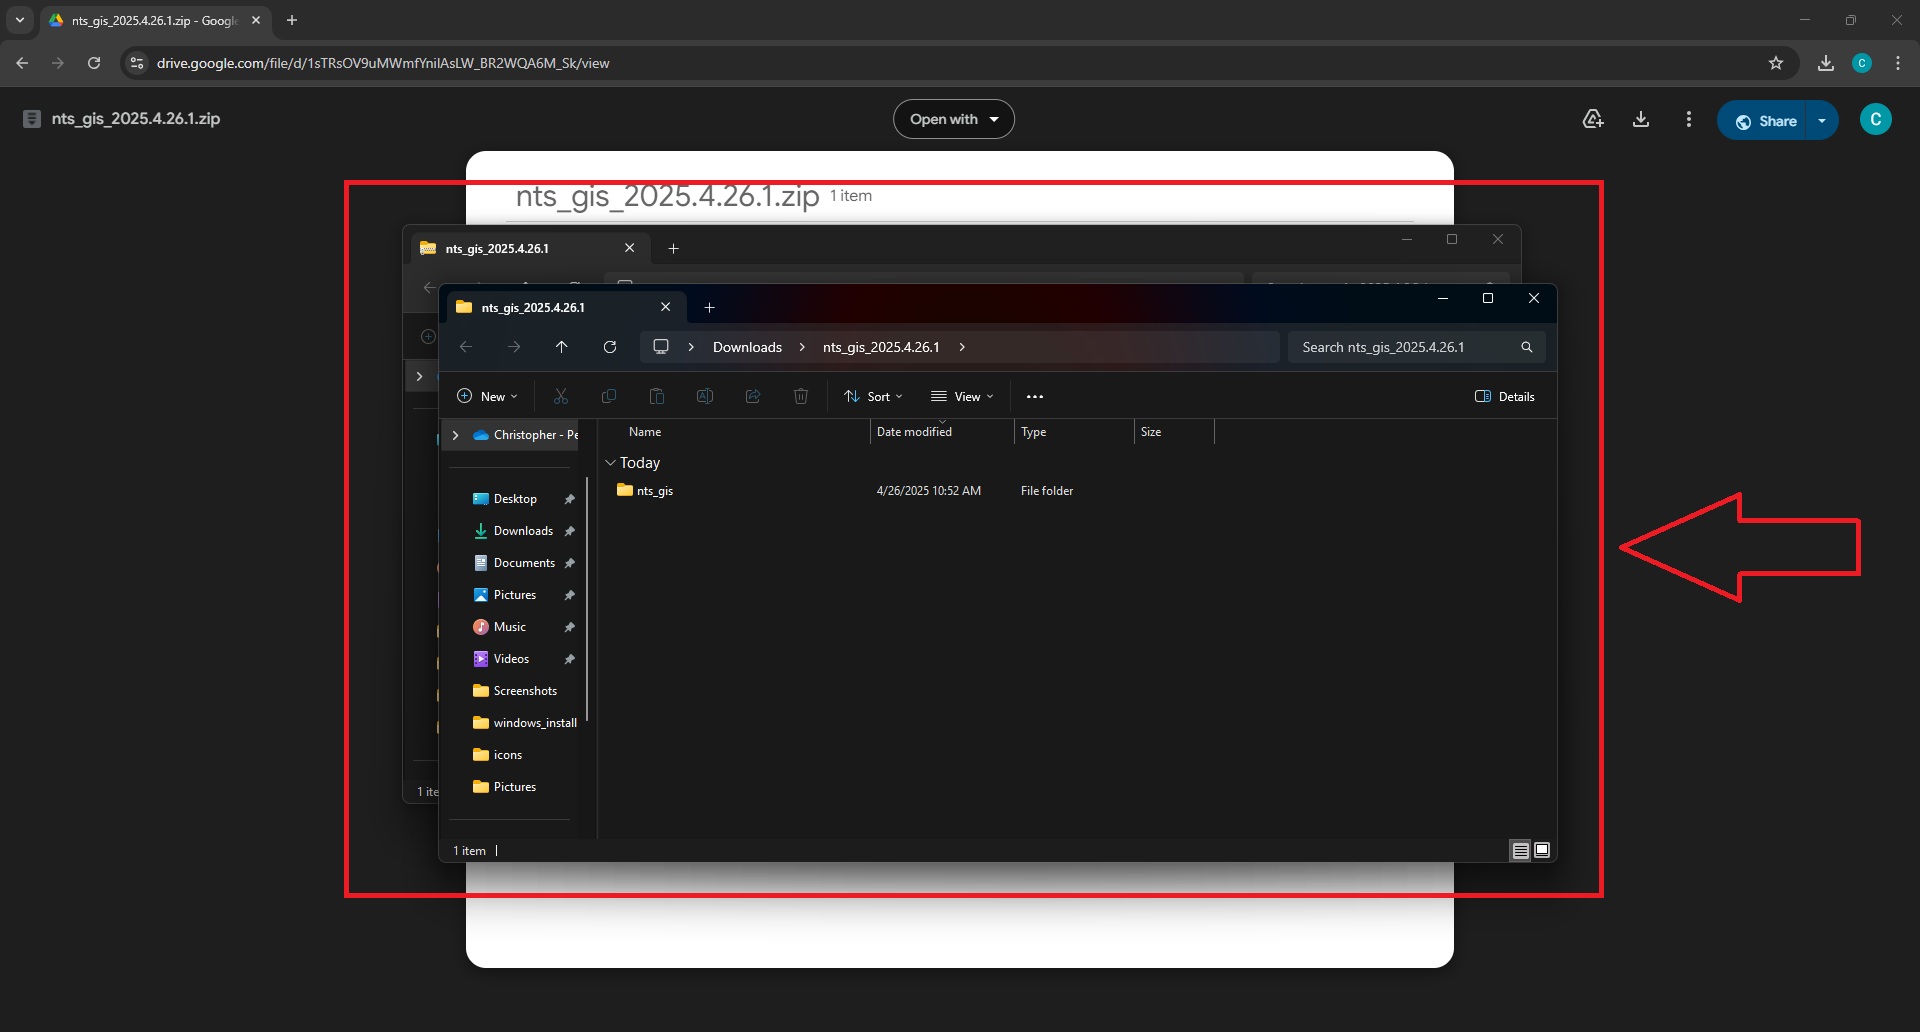 nts_gis_2025.4.26.1.zip - Google
drive.google.com/file/d/1sTRsOV9uMWmfYnilAsLW_BR2WQA6M_Sk/view
C
nts_gis_2025.4.26.1.zip
Open with
Share
C
nts_gis_2025.4.26.1.zip 1 item
nts_gis_2025.4.26.1
nts_gis_2025.4.26.1
Downloads > nts_gis_2025.4.26.1 >
Search nts_gis_2025.4.26.1
New
Sort
View
Details
Christopher - Pe
Name
Date modified
Type
Size
Today
nts_gis
4/26/2025 10:52 AM
File folder
Desktop
Downloads
Documents
Pictures
Music
Videos
Screenshots
windows_install
icons
Pictures
1 ite
1 item